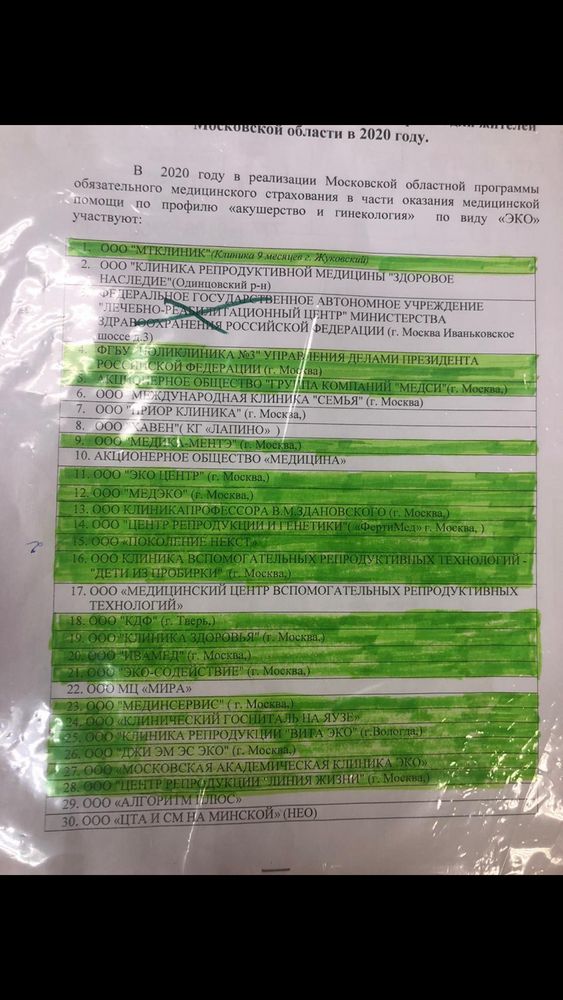 для жителей
Московской области в 2020 году.
В 2020 году в реализации Московской областной программы
обязательного медицинского страхования в части оказания медицинской
помощи по профилю «акушерство и гинекология» по виду «ЭКО»
участвуют:
1. ООО "МТКЛИНИК" (Клиника 9 месяцев г. Жуковский)
2. ООО "КЛИНИКА РЕПРОДУКТИВНОЙ МЕДИЦИНЫ "ЗДОРОВОЕ
НАСЛЕДИЕ"(Одинцовский р-н)
3. ФЕДЕРАЛЬНОЕ ГОСУДАРСТВЕННОЕ АВТОНОМНОЕ УЧРЕЖДЕНИЕ
"ЛЕЧЕБНО-РЕАБИЛИТАЦИОННЫЙ ЦЕНТР" МИНИСТЕРСТВА
ЗДРАВООХРАНЕНИЯ РОССИЙСКОЙ ФЕДЕРАЦИИ (г. Москва Иваньковское
шоссе д.3)
4. ФГБУ "ПОЛИКЛИНИКА №3" УПРАВЛЕНИЯ ДЕЛАМИ ПРЕЗИДЕНТА
РОССИЙСКОЙ ФЕДЕРАЦИИ (г. Москва)
5. АКЦИОНЕРНОЕ ОБЩЕСТВО "ГРУППА КОМПАНИЙ "МЕДСИ"(г. Москва,)
6. ООО "МЕЖДУНАРОДНАЯ КЛИНИКА "СЕМЬЯ" (г. Москва)
7. ООО "ПРИОР КЛИНИКА" (г. Москва,)
8. ООО "ХАВЕН"( КГ «ЛАПИНО» )
9. ООО "МЕДИКА-МЕНТЭ" (г. Москва,)
10. АКЦИОНЕРНОЕ ОБЩЕСТВО «МЕДИЦИНА»
11. ООО "ЭКО ЦЕНТР" (г. Москва,)
12. ООО "МЕДЭКО" (г. Москва,)
13. ООО КЛИНИКАПРОФЕССОРА В.М.ЗДАНОВСКОГО (г. Москва,)
14. ООО "ЦЕНТР РЕПРОДУКЦИИ И ГЕНЕТИКИ"( «ФертиМед» г. Москва, )
15. ООО «ПОКОЛЕНИЕ НЕКСТ»
16. ООО КЛИНИКА ВСПОМОГАТЕЛЬНЫХ РЕПРОДУКТИВНЫХ ТЕХНОЛОГИЙ -
"ДЕТИ ИЗ ПРОБИРКИ" (г. Москва,)
17. ООО «МЕДИЦИНСКИЙ ЦЕНТР ВСПОМОГАТЕЛЬНЫХ РЕПРОДУКТИВНЫХ
ТЕХНОЛОГИЙ»
18. ООО "КДФ" (г. Тверь,)
19. ООО "КЛИНИКА ЗДОРОВЬЯ" (г. Москва,)
20. ООО "ИВАМЕД" (г. Москва,)
21. ООО "ЭКО-СОДЕЙСТВИЕ" (г. Москва,)
22. ООО МЦ «МИРА»
23. ООО "МЕДИНСЕРВИС" ( г. Москва,)
24. ООО «КЛИНИЧЕСКИЙ ГОСПИТАЛЬ НА ЯУЗЕ»
25. ООО "КЛИНИКА РЕПРОДУКЦИИ "ВИТА ЭКО" (г.Вологда,)
26. ООО "ДЖИ ЭМ ЭС ЭКО" (г. Москва,)
27. ООО «МОСКОВСКАЯ АКАДЕМИЧЕСКАЯ КЛИНИКА ЭКО»
28. ООО "ЦЕНТР РЕПРОДУКЦИИ "ЛИНИЯ ЖИЗНИ" (г. Москва,)
29. ООО «АЛГОРИТМ ПЛЮС»
30. ООО «ЦТА И СМ НА МИНСКОЙ» (НЕО)